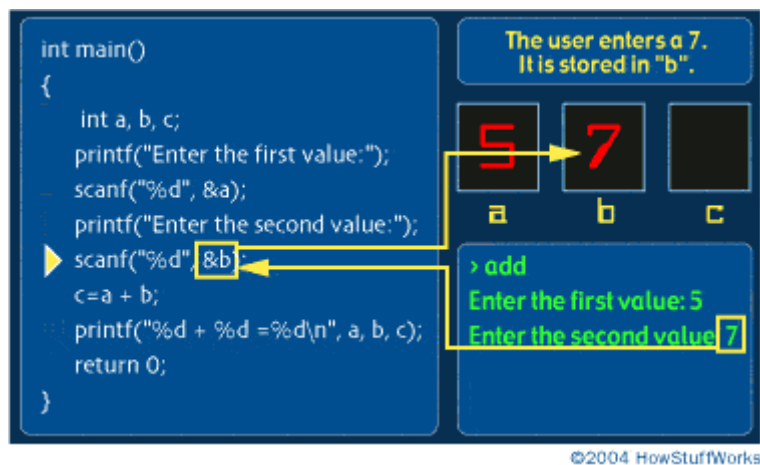 int main()
{
int a, b, c;
printf("Enter the first value:");
scanf("%d", &a);
printf("Enter the second value:");
scanf("%d", &b);
c=a + b;
printf("%d + %d =%d\n", a, b, c);
return 0;
}
The user enters a 7.
It is stored in "b".
5 7
a b c
> add
Enter the first value: 5
Enter the second value: 7
©2004 HowStuffWorks